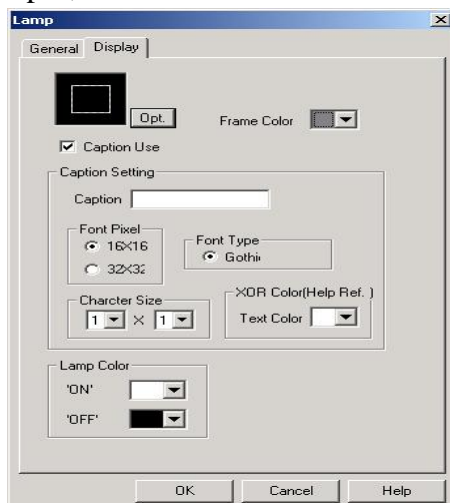 Lamp
General Display
Opt. Frame Color
Caption Use
Caption Setting
Caption
Font Pixel
16X16
32X32
Font Type
Gothi
Charcter Size
1 X 1
XOR Color(Help Ref. )
Text Color
Lamp Color
'ON'
'OFF'
OK Cancel Help